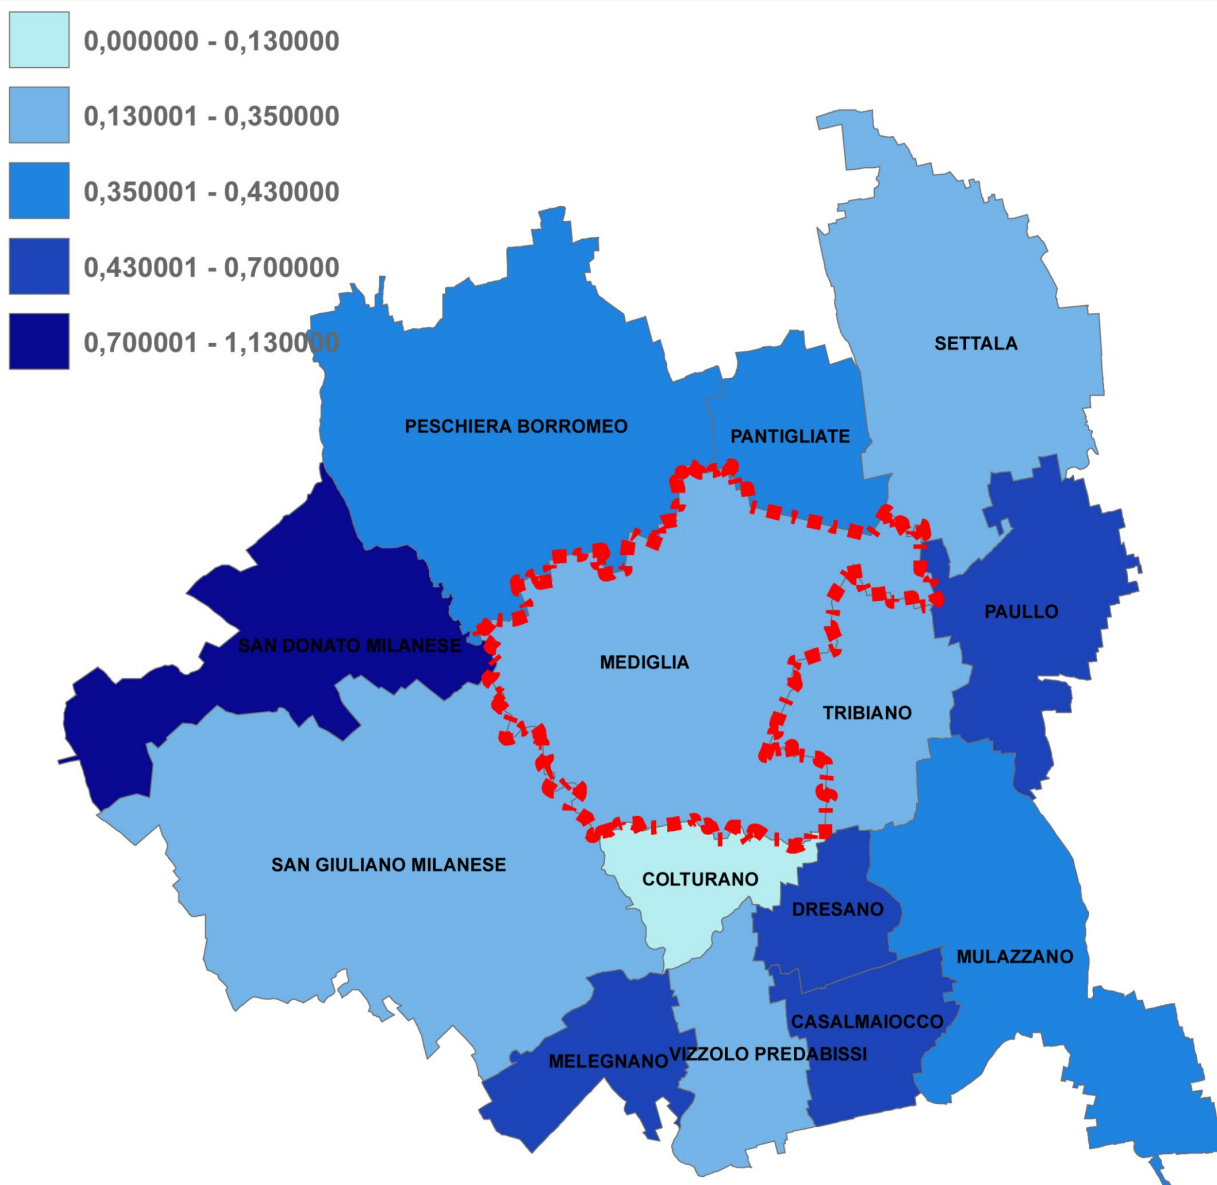 0,000000 - 0,130000
0,130001 - 0,350000
0,350001 - 0,430000
0,430001 - 0,700000
0,700001 - 1,130000
SETTALA
PESCHIERA BORROMEO
PANTIGLIATE
PAULLO
SAN DONATO MILANESE
MEDIGLIA
TRIBIANO
SAN GIULIANO MILANESE
COLTURANO
DRESANO
MULAZZANO
CASALMAIOCCO
VIZZOLO PREDABISSI
MELEGNANO